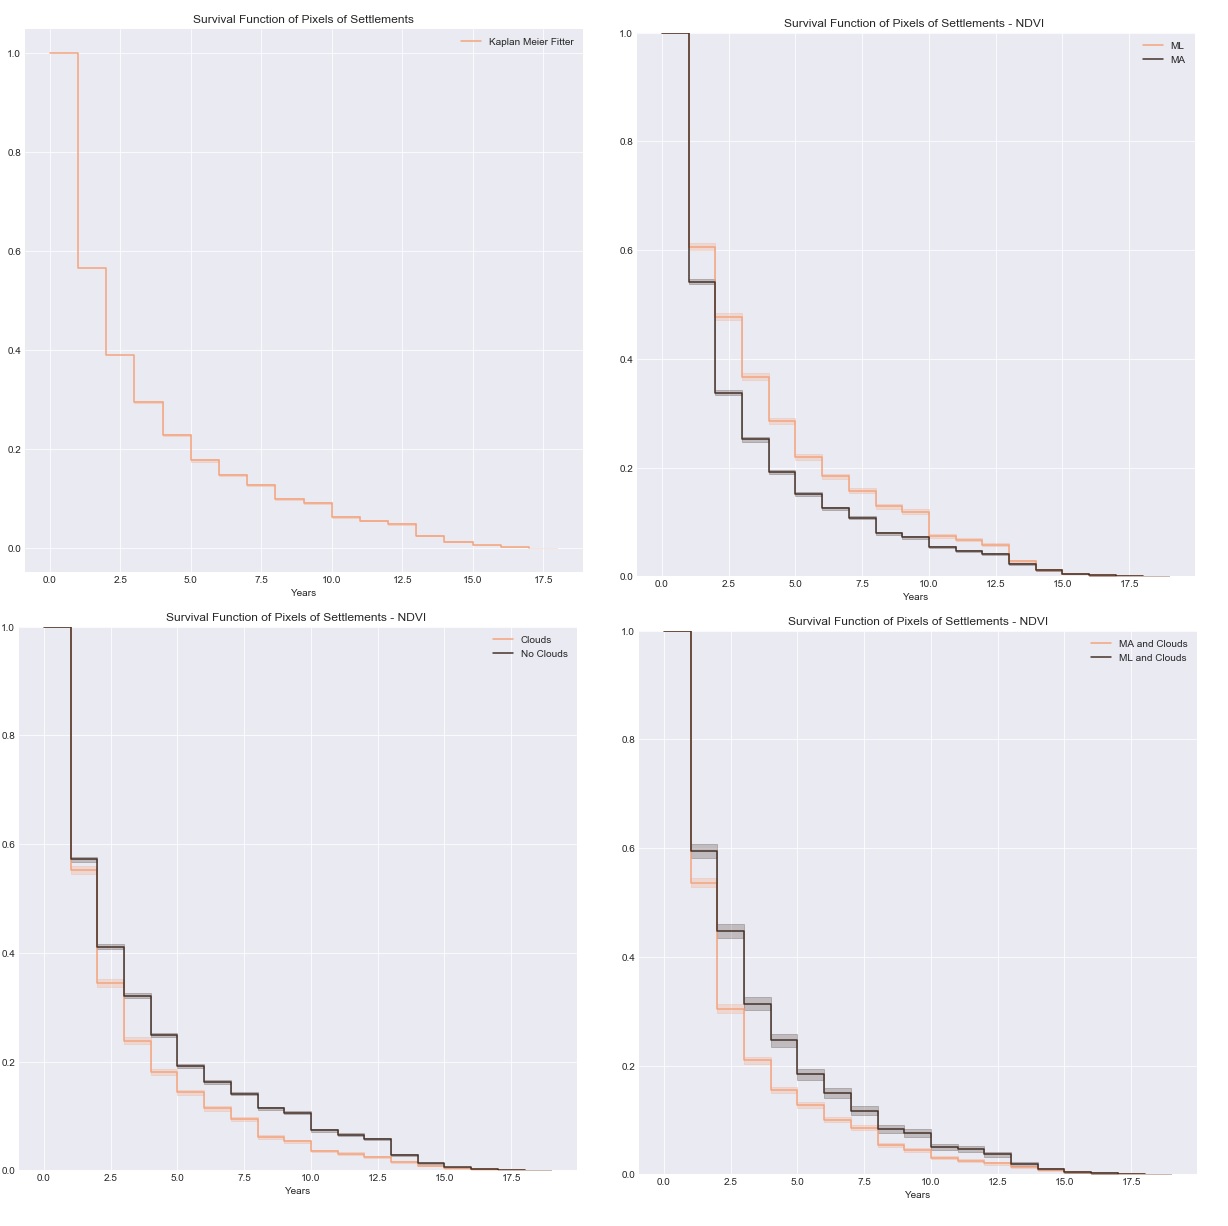 Survival Function of Pixels of Settlements
Kaplan Meier Fitter
1.0
0.8
0.6
0.4
0.2
0.0
0.0 2.5 5.0 7.5 10.0 12.5 15.0 17.5
Years
Survival Function of Pixels of Settlements - NDVI
ML
MA
1.0
0.8
0.6
0.4
0.2
0.0
0.0 2.5 5.0 7.5 10.0 12.5 15.0 17.5
Years
Survival Function of Pixels of Settlements - NDVI
Clouds
No Clouds
1.0
0.8
0.6
0.4
0.2
0.0
0.0 2.5 5.0 7.5 10.0 12.5 15.0 17.5
Years
Survival Function of Pixels of Settlements - NDVI
MA and Clouds
ML and Clouds
1.0
0.8
0.6
0.4
0.2
0.0
0.0 2.5 5.0 7.5 10.0 12.5 15.0 17.5
Years